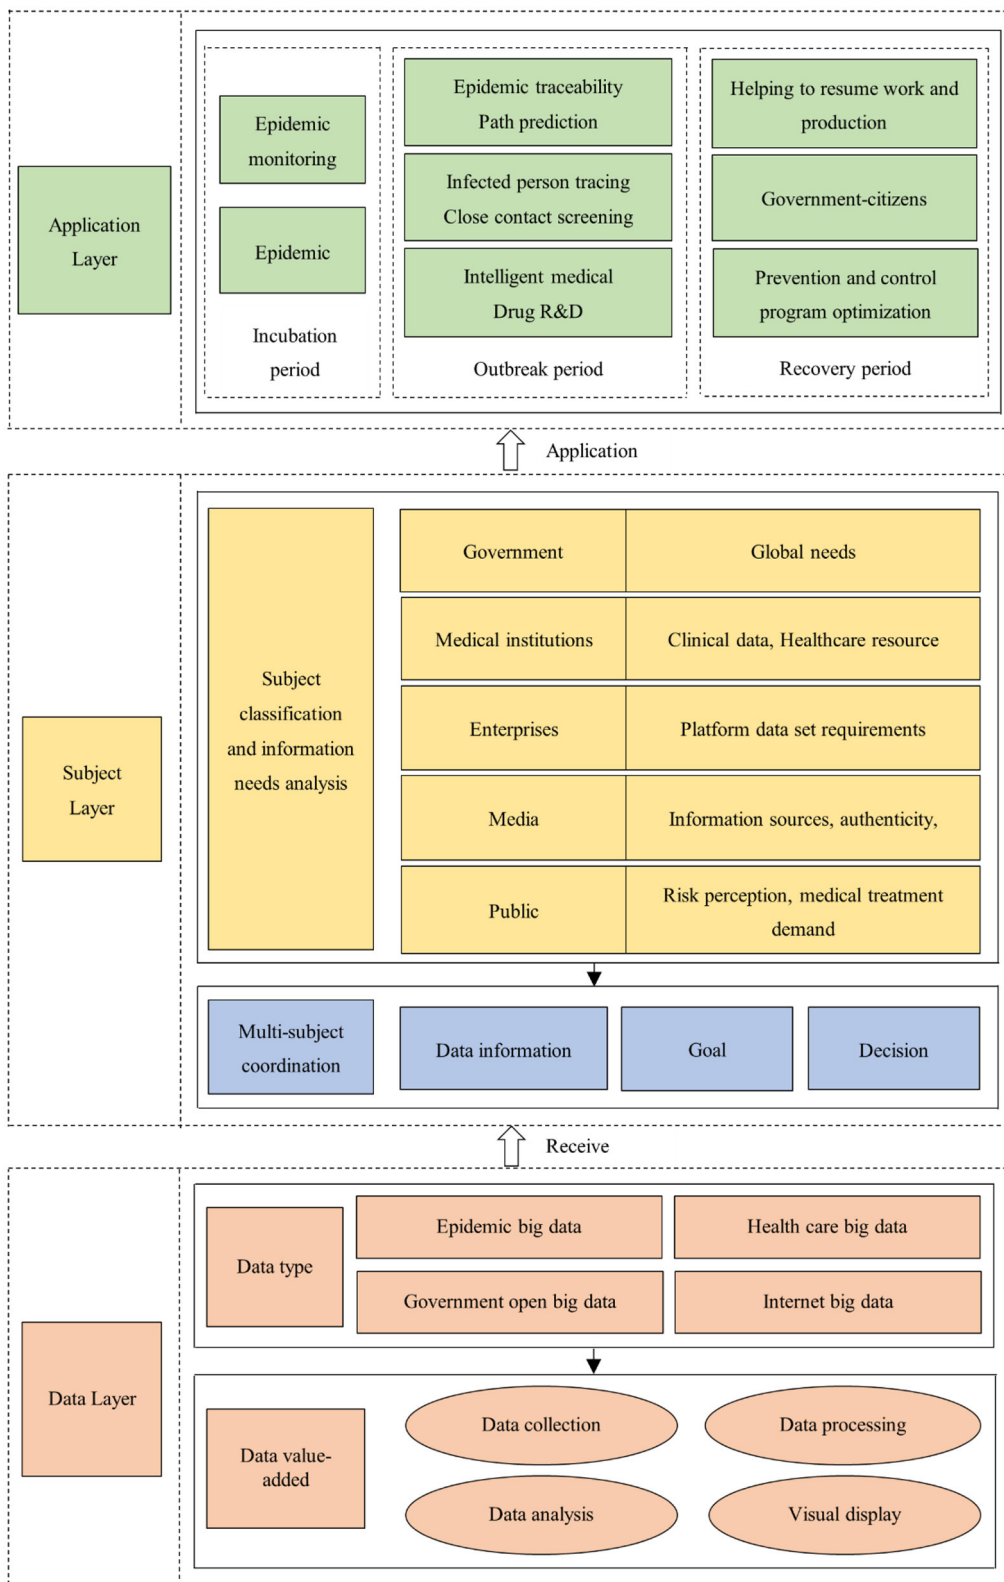 Application
Layer
Epidemic
monitoring
Epidemic
Incubation
period
Epidemic traceability
Path prediction
Infected person tracing
Close contact screening
Intelligent medical
Drug R&D
Outbreak period
Helping to resume work and
production
Government-citizens
Prevention and control
program optimization
Recovery period
Application
Subject
Layer
Subject
classification
and information
needs analysis
Government
Global needs
Medical institutions
Clinical data, Healthcare resource
Enterprises
Platform data set requirements
Media
Information sources, authenticity,
Public
Risk perception, medical treatment
demand
Multi-subject
coordination
Data information
Goal
Decision
Receive
Data Layer
Data type
Epidemic big data
Health care big data
Government open big data
Internet big data
Data value-
added
Data collection
Data processing
Data analysis
Visual display